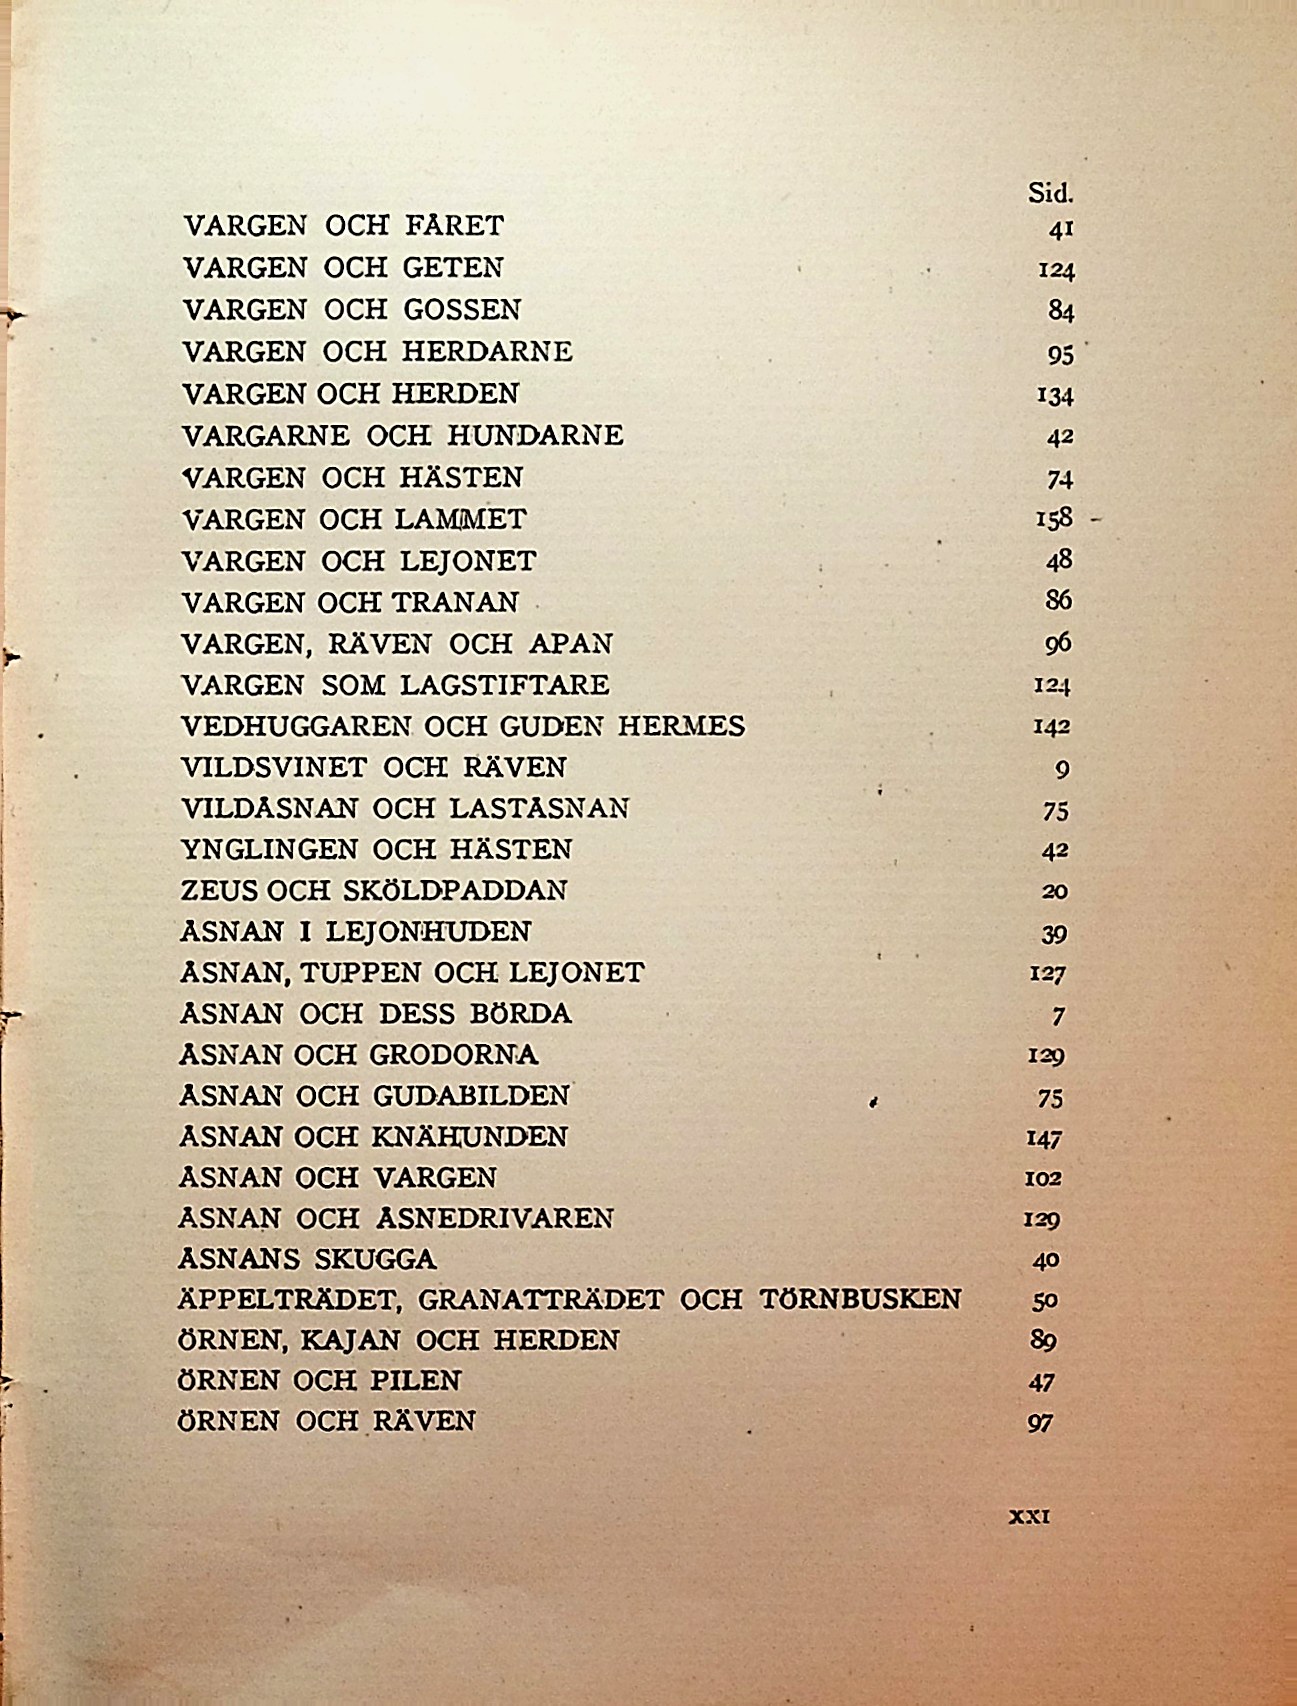 Sid.
VARGEN OCH FÅRET 41
VARGEN OCH GETEN 124
VARGEN OCH GOSSEN 84
VARGEN OCH HERDARNE 95
VARGEN OCH HERDEN 134
VARGARNE OCH HUNDARNE 42
VARGEN OCH HÄSTEN 74
VARGEN OCH LAMMET 158
VARGEN OCH LEJONET 48
VARGEN OCH TRANAN 86
VARGEN, RÄVEN OCH APAN 96
VARGEN SOM LAGSTIFTARE 124
VEDHUGGAREN OCH GUDEN HERMES 142
VILDSVINET OCH RÄVEN 9
VILDÅSNAN OCH LASTÅSNAN 75
YNGLINGEN OCH HÄSTEN 42
ZEUS OCH SKÖLDPADDAN 20
ÅSNAN I LEJONHUDEN 39
ÅSNAN, TUPPEN OCH LEJONET 127
ÅSNAN OCH DESS BÖRDA 7
ÅSNAN OCH GRODORNA 129
ÅSNAN OCH GUDABILDEN 75
ÅSNAN OCH KNÄHUNDEN 147
ÅSNAN OCH VARGEN 102
ÅSNAN OCH ÅSNEDRIVAREN 129
ÅSNANS SKUGGA 40
ÄPPELTRÄDET, GRANATTRÄDET OCH TÖRNBUSKEN 50
ÖRNEN, KAJAN OCH HERDEN 89
ÖRNEN OCH PILEN 47
ÖRNEN OCH RÄVEN 97
XXI